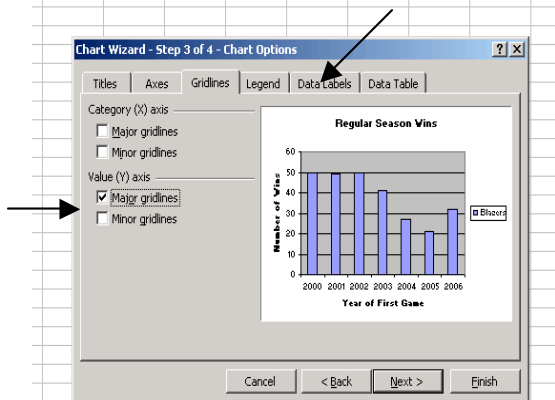 Chart Wizard - Step 3 of 4 - Chart Options
Titles Axes Gridlines Legend Data Labels Data Table
Category (X) axis
Major gridlines
Minor gridlines
Value (Y) axis
Major gridlines
Minor gridlines
Regular Season Wins
Number of Wins
60
50
40
30
20
10
0
2000 2001 2002 2003 2004 2005 2006
Year of First Game
Blazers
Cancel < Back Next > Finish